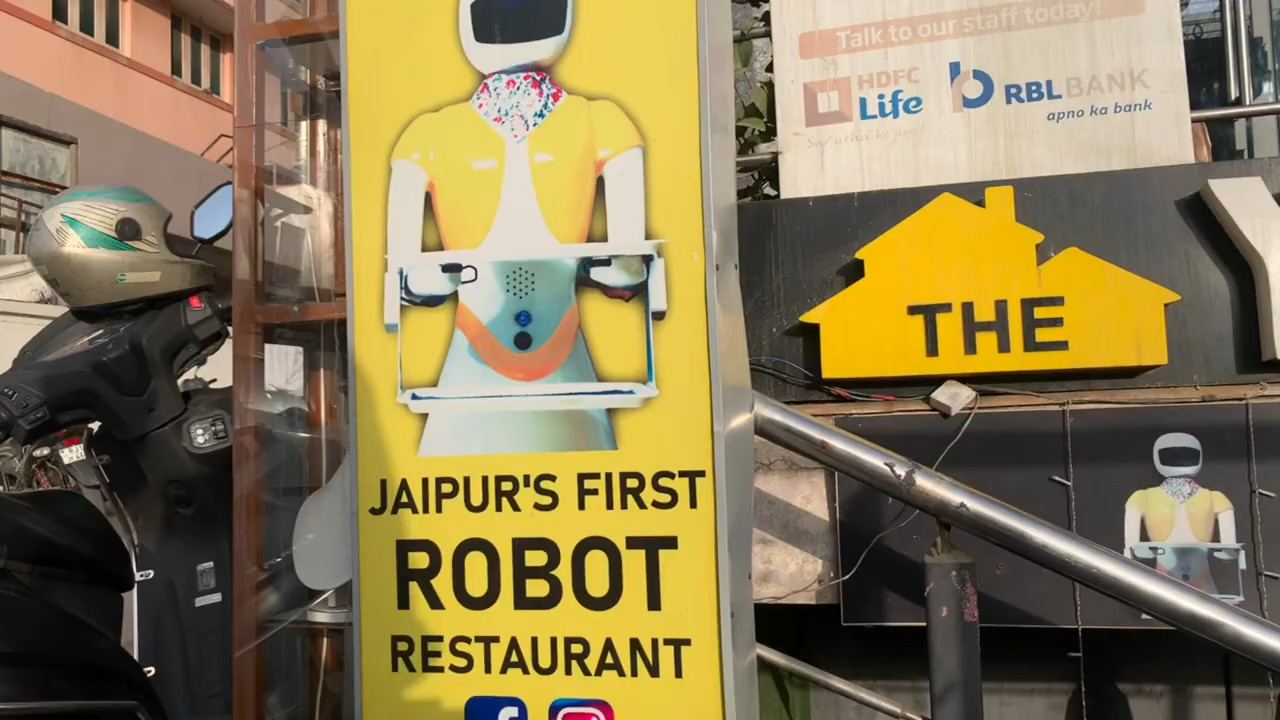 JAIPUR'S FIRST
ROBOT
RESTAURANT
Talk to our staff today!
HDFC
Life
Sar utha ke jiyo!
RBL BANK
apno ka bank
THE
Y